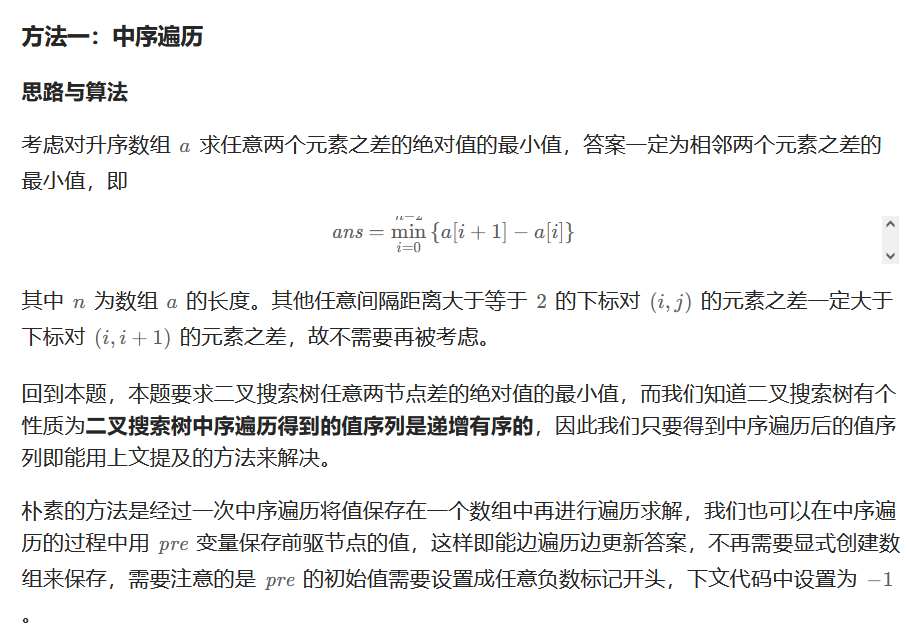 方法一：中序遍历
思路与算法
考虑对升序数组 a 求任意两个元素之差的绝对值的最小值，答案一定为相邻两个元素之差的
最小值，即
n−2
ans = min {a[i + 1] − a[i]}
i=0
其中 n 为数组 a 的长度。其他任意间隔距离大于等于 2 的下标对 (i, j) 的元素之差一定大于
下标对 (i, i + 1) 的元素之差，故不需要再被考虑。
回到本题，本题要求二叉搜索树任意两节点差的绝对值的最小值，而我们知道二叉搜索树有个
性质为二叉搜索树中序遍历得到的值序列是递增有序的，因此我们只要得到中序遍历后的值序
列即能用上文提及的方法来解决。
朴素的方法是经过一次中序遍历将值保存在一个数组中再进行遍历求解，我们也可以在中序遍
历的过程中用 pre 变量保存前驱节点的值，这样即能边遍历边更新答案，不再需要显式创建数
组来保存，需要注意的是 pre 的初始值需要设置成任意负数标记开头，下文代码中设置为 −1
。